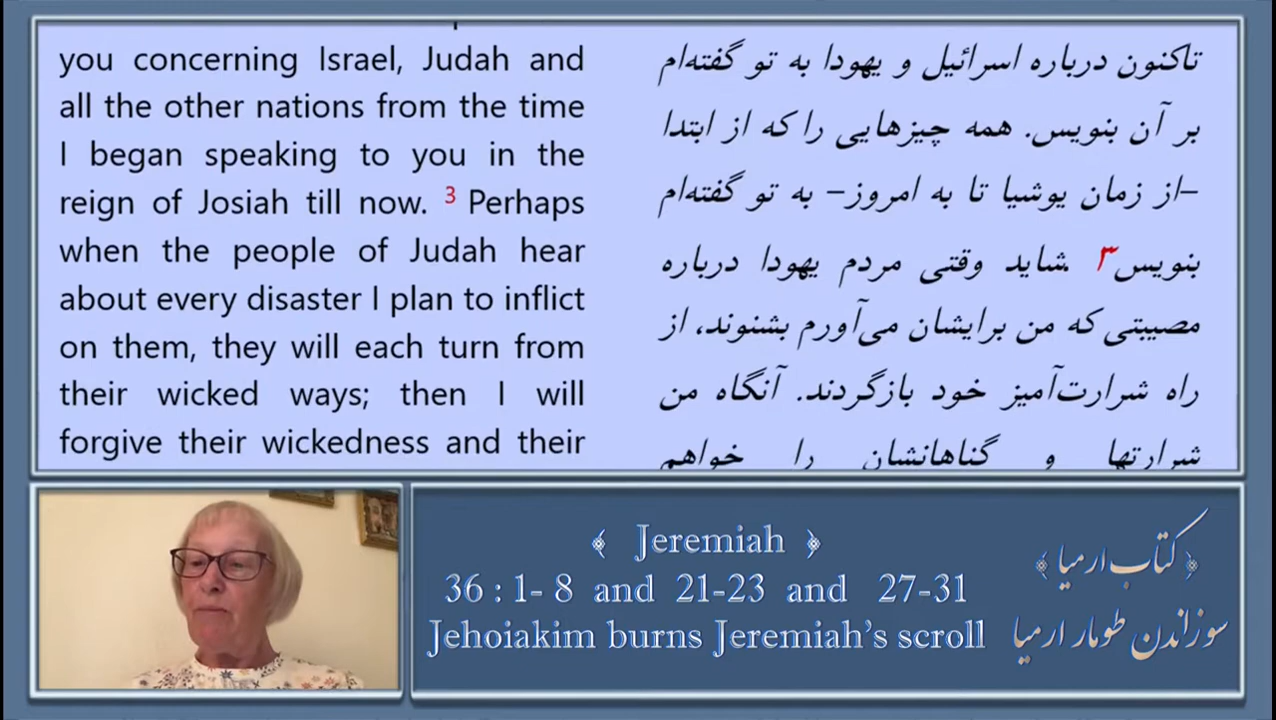 you concerning Israel, Judah and
all the other nations from the time
I began speaking to you in the
reign of Josiah till now. 3 Perhaps
when the people of Judah hear
about every disaster I plan to inflict
on them, they will each turn from
their wicked ways; then I will
forgive their wickedness and their
تاکنون درباره اسرائیل و یهودا به تو گفته‌ام
بر آن بنویس. همه چیزهایی را که از ابتدا
–از زمان یوشیا تا به امروز– به تو گفته‌ام
بنویس ۳ شاید وقتی مردم یهودا درباره
مصیبتی که من برایشان می‌آورم بشنوند، از
راه شرارت‌آمیز خود بازگردند. آنگاه من
شرارتها و گناهانشان را خواهم
﴾ Jeremiah ﴿
36 : 1- 8 and 21-23 and 27-31
Jehoiakim burns Jeremiah’s scroll
﴿ کتاب ارمیا ﴾
سوزاندن طومار ارمیا